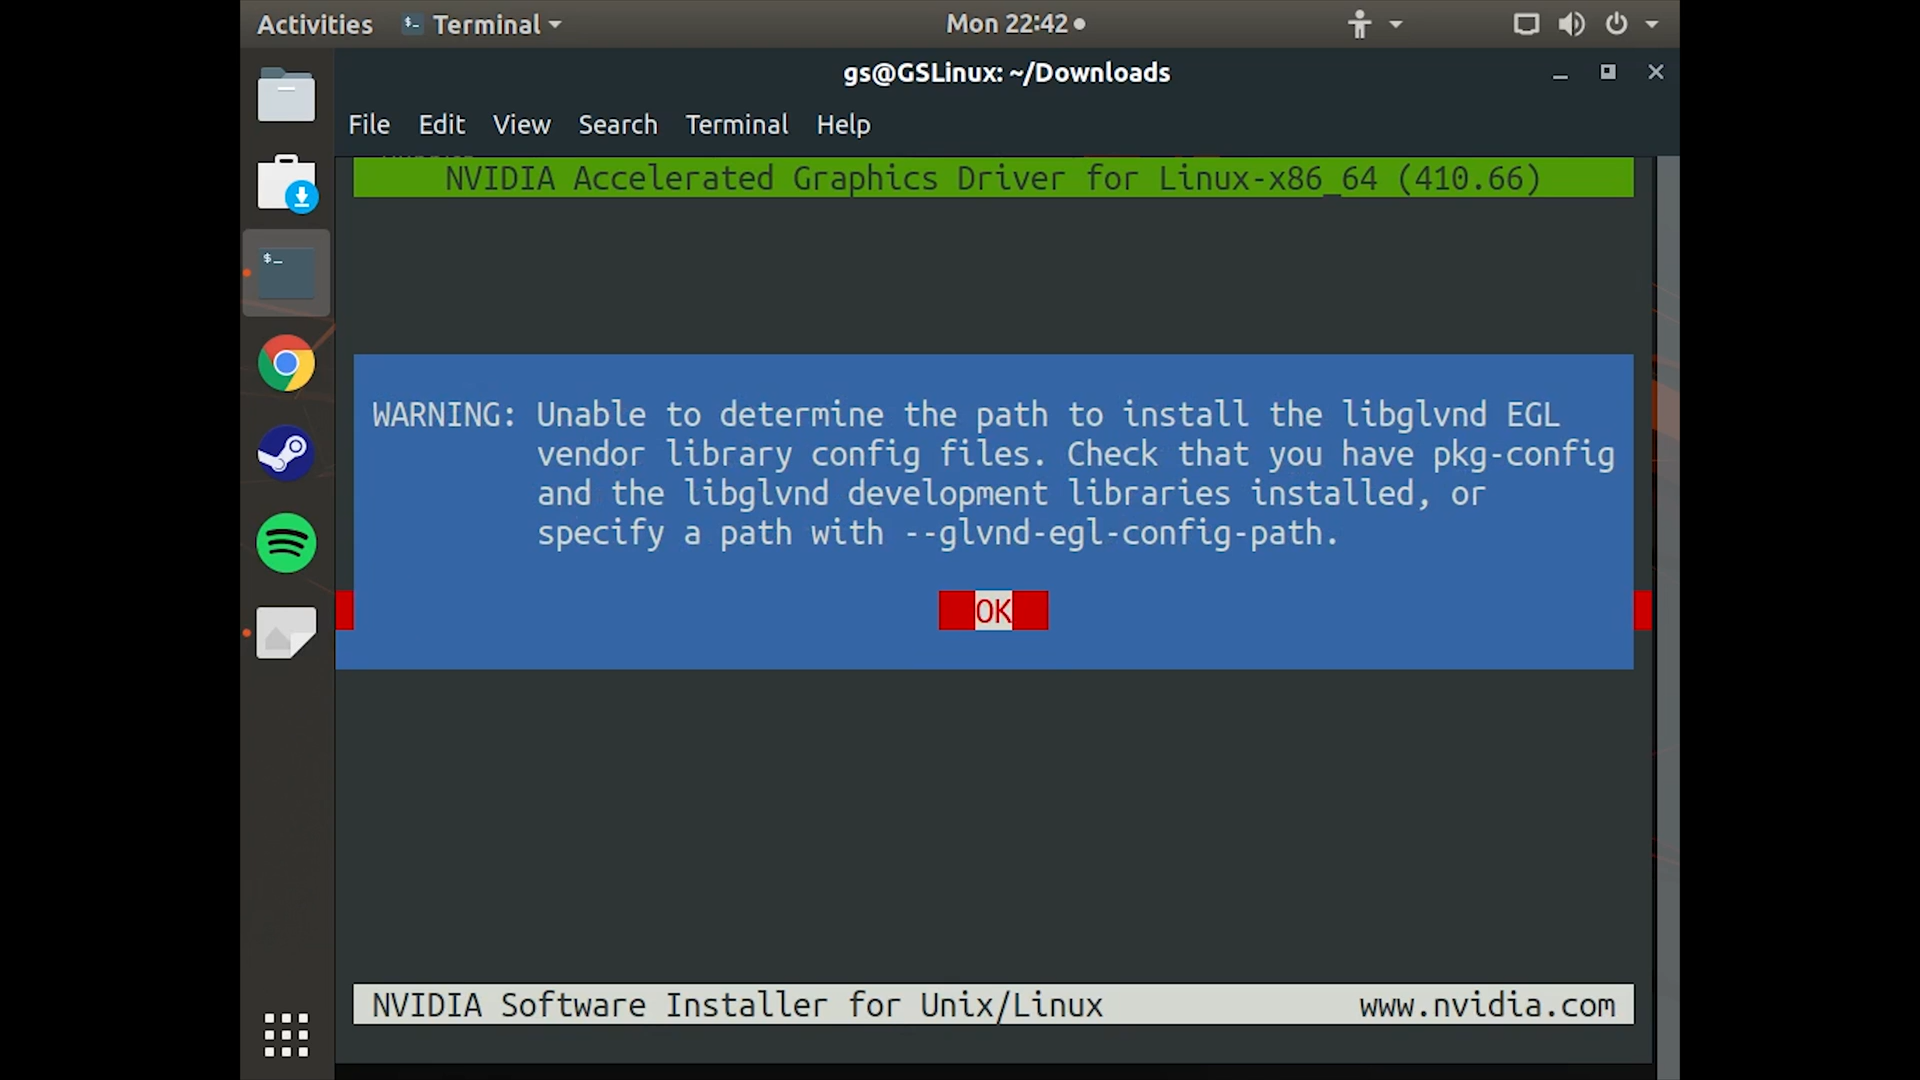 Activities Terminal Mon 22:42
gs@GSLinux: ~/Downloads
File Edit View Search Terminal Help
NVIDIA Accelerated Graphics Driver for Linux-x86_64 (410.66)
$_
WARNING: Unable to determine the path to install the libglvnd EGL
vendor library config files. Check that you have pkg-config
and the libglvnd development libraries installed, or
specify a path with --glvnd-egl-config-path.
OK
NVIDIA Software Installer for Unix/Linux www.nvidia.com